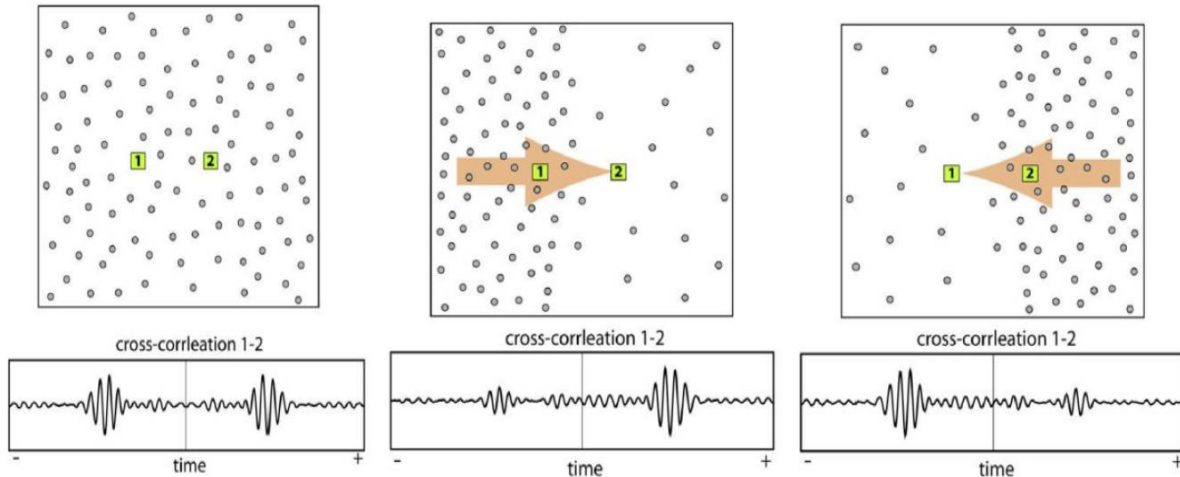 1 2
1 2
1 2
cross-corrleation 1-2
cross-corrleation 1-2
cross-corrleation 1-2
- time +
- time +
- time +